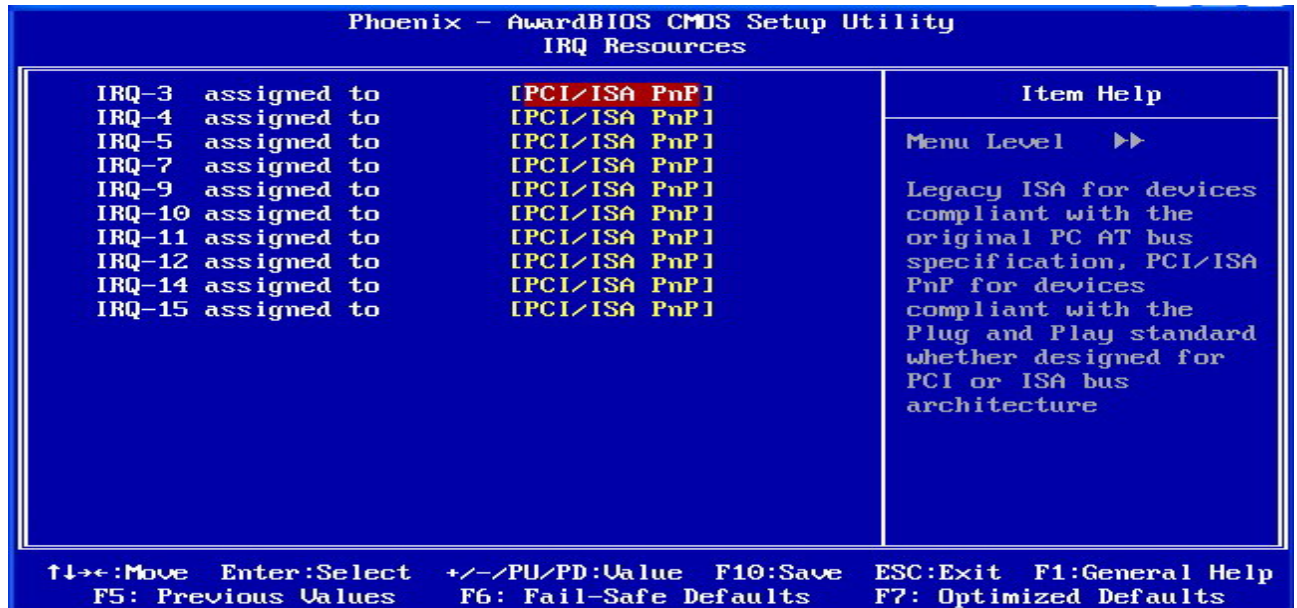 Phoenix - AwardBIOS CMOS Setup Utility
IRQ Resources
IRQ-3 assigned to [PCI/ISA PnP]
IRQ-4 assigned to [PCI/ISA PnP]
IRQ-5 assigned to [PCI/ISA PnP]
IRQ-7 assigned to [PCI/ISA PnP]
IRQ-9 assigned to [PCI/ISA PnP]
IRQ-10 assigned to [PCI/ISA PnP]
IRQ-11 assigned to [PCI/ISA PnP]
IRQ-12 assigned to [PCI/ISA PnP]
IRQ-14 assigned to [PCI/ISA PnP]
IRQ-15 assigned to [PCI/ISA PnP]
Item Help
Menu Level ▶▶
Legacy ISA for devices
compliant with the
original PC AT bus
specification, PCI/ISA
PnP for devices
compliant with the
Plug and Play standard
whether designed for
PCI or ISA bus
architecture
↑↓→←:Move Enter:Select +/-/PU/PD:Value F10:Save ESC:Exit F1:General Help
F5: Previous Values F6: Fail-Safe Defaults F7: Optimized Defaults